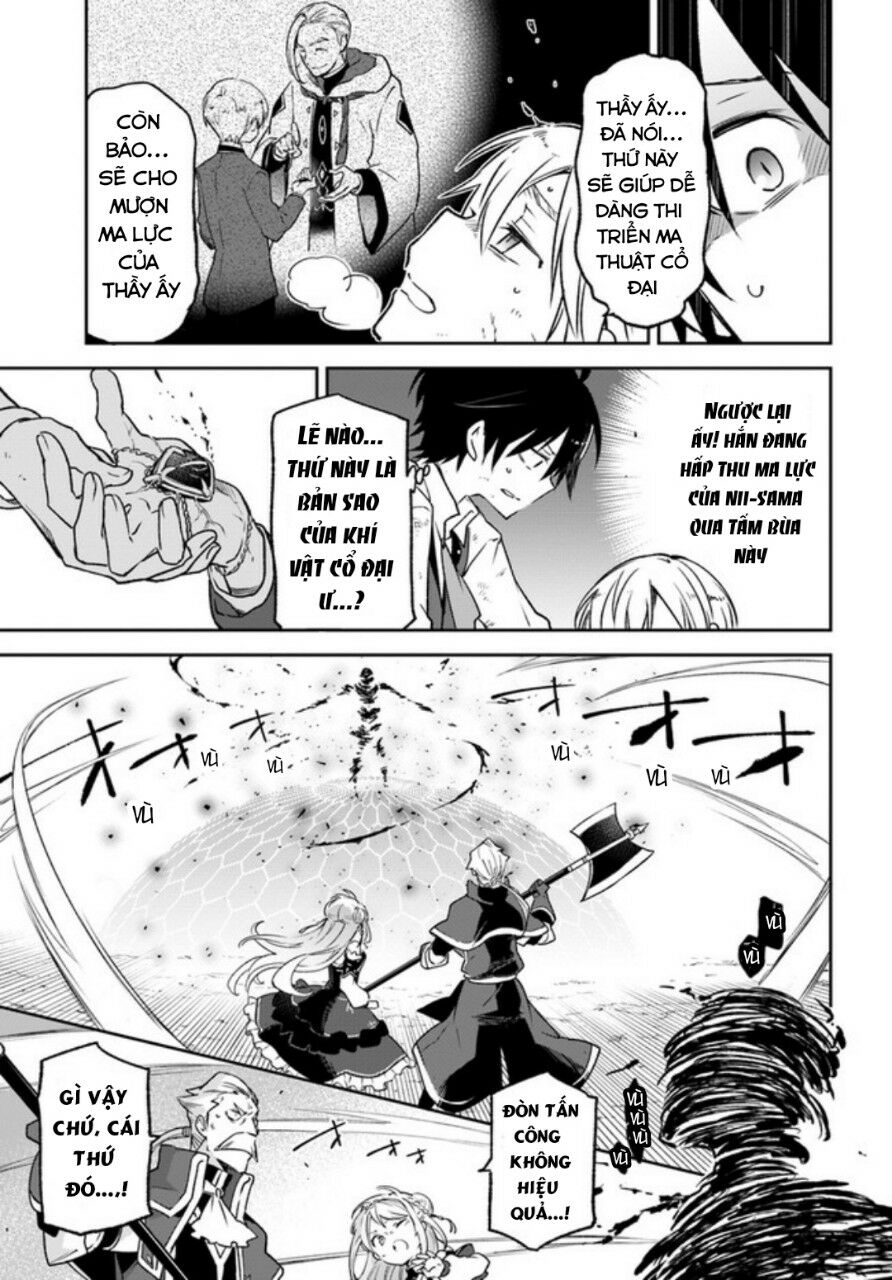 THẦY ẤY...
ĐÃ NÓI...
THỨ NÀY
SẼ GIÚP DỄ
DÀNG THI
TRIỂN MA
THUẬT CỔ
ĐẠI
CÒN
BẢO...
SẼ CHO
MƯỢN
MA LỰC
CỦA
THẦY ẤY
NGƯỢC LẠI
ẤY! HẮN ĐANG
HẤP THU MA LỰC
CỦA NII-SAMA
QUA TẤM BÙA
NÀY
LẼ NÀO...
THỨ NÀY LÀ
BẢN SAO
CỦA KHÍ
VẬT CỔ ĐẠI
Ư...?
VÙ
VÙ
VÙ
VÙ
VÙ
VÙ
VÙ
VÙ
VÙ
VÙ
VÙ
ĐÒN TẤN
CÔNG
KHÔNG
HIỆU
QUẢ...!
GÌ VẬY
CHỨ, CÁI
THỨ
ĐÓ...,!